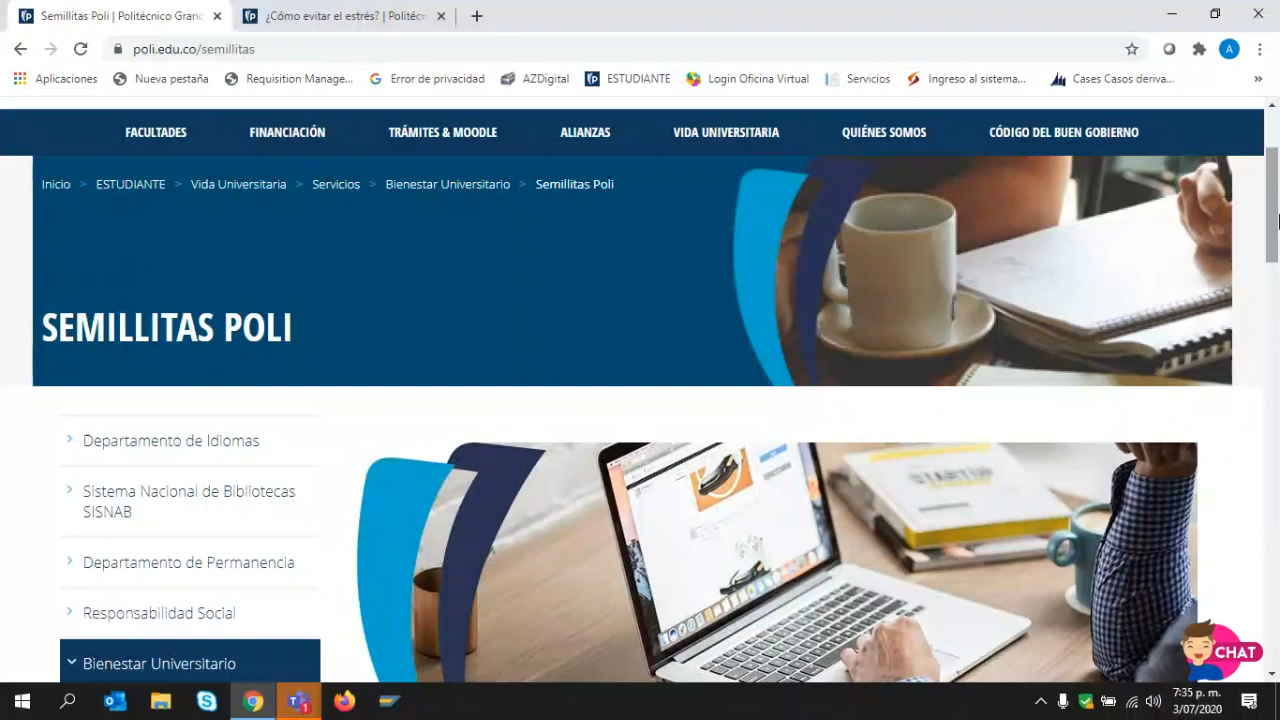 Semillitas Poli | Politécnico Granc
¿Cómo evitar el estrés? | Politécni
poli.edu.co/semillitas
A
Aplicaciones
Nueva pestaña
Requisition Manage...
Error de privacidad
AZDigital
ESTUDIANTE
Login Oficina Virtual
Servicios
Ingreso al sistema...
Cases Casos deriva...
»
FACULTADES
FINANCIACIÓN
TRÁMITES & MOODLE
ALIANZAS
VIDA UNIVERSITARIA
QUIÉNES SOMOS
CÓDIGO DEL BUEN GOBIERNO
Inicio > ESTUDIANTE > Vida Universitaria > Servicios > Bienestar Universitario > Semillitas Poli
SEMILLITAS POLI
Departamento de Idiomas
Sistema Nacional de Bibliotecas
SISNAB
Departamento de Permanencia
Responsabilidad Social
Bienestar Universitario
STARTUP
CHAT
7:35 p. m.
3/07/2020